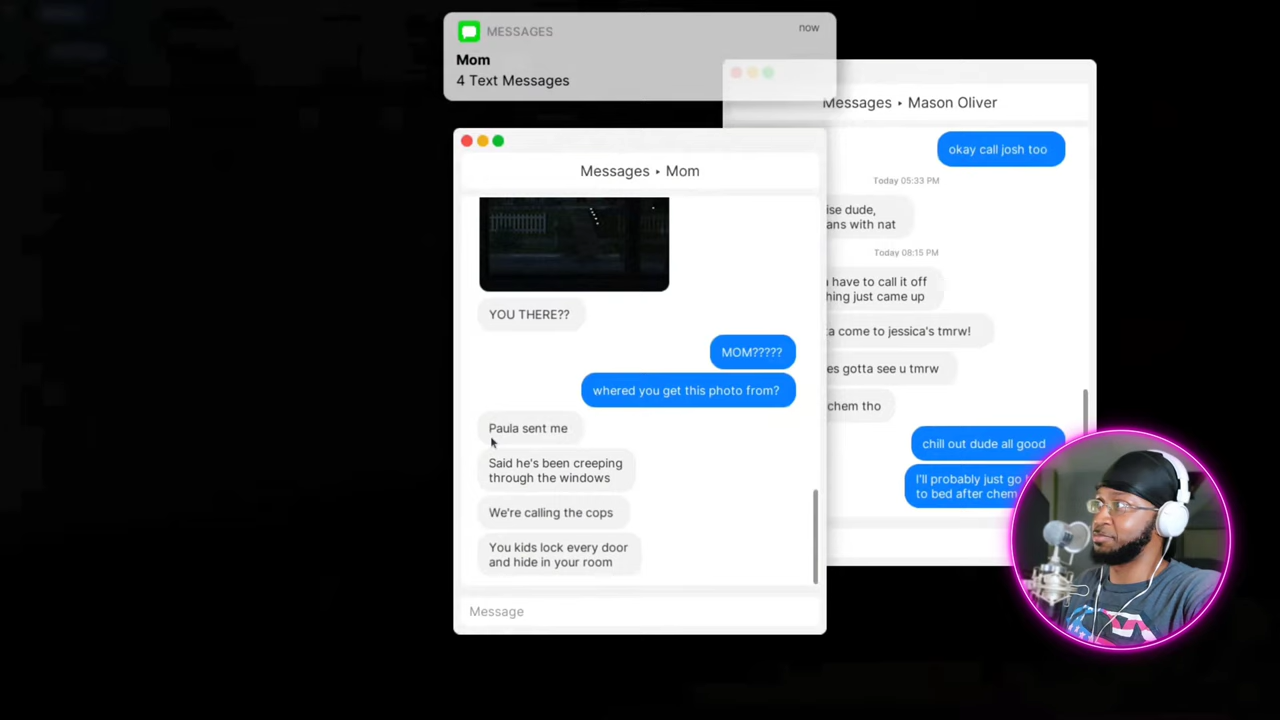 MESSAGES
now
Mom
4 Text Messages
Messages ‣ Mom
YOU THERE??
MOM?????
whered you get this photo from?
Paula sent me
Said he's been creeping
through the windows
We're calling the cops
You kids lock every door
and hide in your room
Message
Messages ‣ Mason Oliver
okay call josh too
Today 05:33 PM
dude,
with nat
Today 08:15 PM
have to call it off
just came up
come to jessica's tmrw!
gotta see u tmrw
chem tho
chill out dude all good
I'll probably just go
to bed after chem